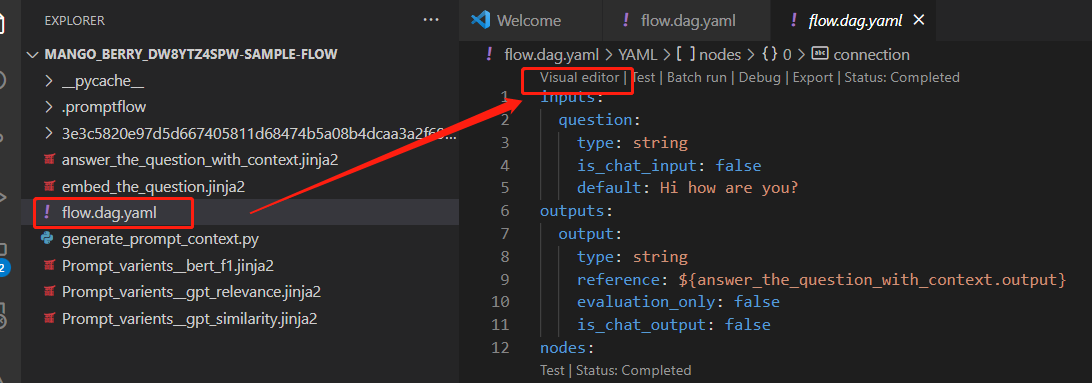 EXPLORER
MANGO_BERRY_DW8YTZ4SPW-SAMPLE-FLOW
__pycache__
.promptflow
3e3c5820e97d5d667405811d68474b5a08b4dcaa3a2f6...
answer_the_question_with_context.jinja2
embed_the_question.jinja2
! flow.dag.yaml
generate_prompt_context.py
Prompt_varients__bert_f1.jinja2
Prompt_varients__gpt_relevance.jinja2
Prompt_varients__gpt_similarity.jinja2
2
Welcome ! flow.dag.yaml ! flow.dag.yaml
! flow.dag.yaml > YAML > [ ] nodes > {} 0 > abc connection
Visual editor | Test | Batch run | Debug | Export | Status: Completed
1 inputs:
2 question:
3 type: string
4 is_chat_input: false
5 default: Hi how are you?
6 outputs:
7 output:
8 type: string
9 reference: ${answer_the_question_with_context.output}
10 evaluation_only: false
11 is_chat_output: false
12 nodes:
Test | Status: Completed